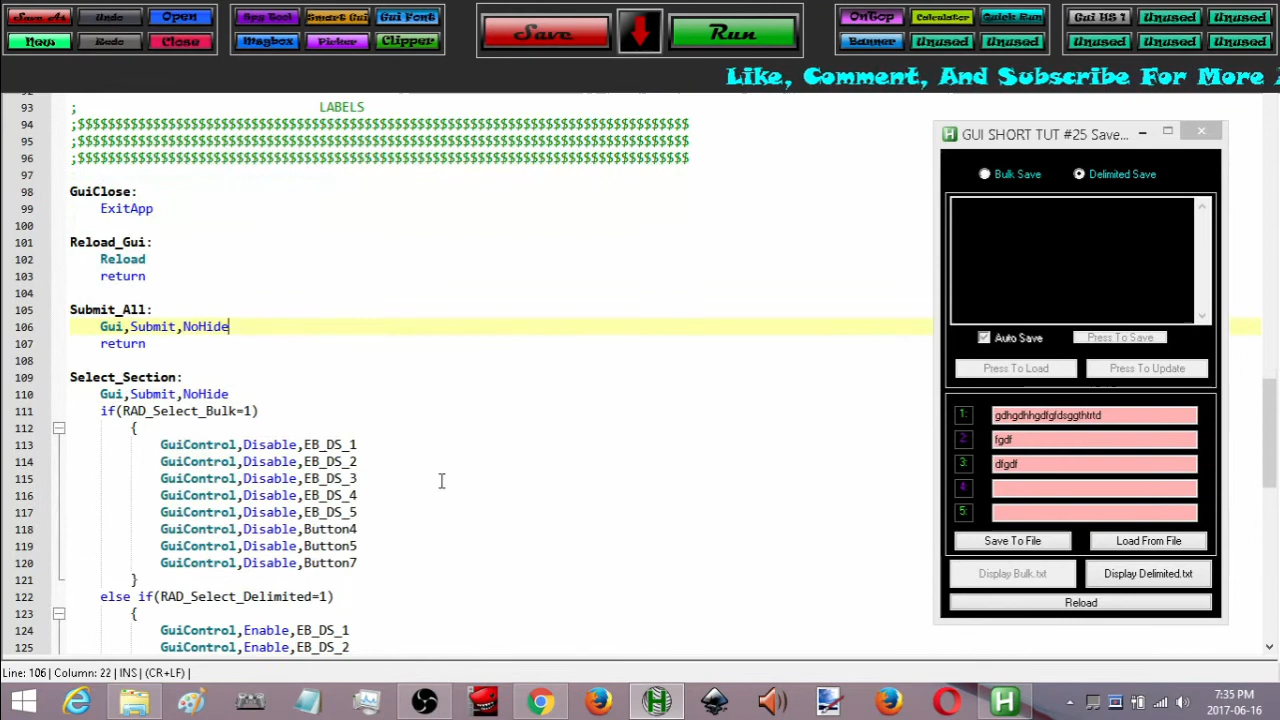 Save As Undo Open Spy Tool Smart Gui Gui Font Save Run OnTop Calculator Quick Run Gui HS 1 Unused Unused
New Redo Close Msgbox Picker Clipper Banner Unused Unused Unused Unused Unused
Like, Comment, And Subscribe For More
93 ; LABELS
94 ;$$$$$$$$$$$$$$$$$$$$$$$$$$$$$$$$$$$$$$$$$$$$$$$$$$$$$$$$$$$$$$$$$$$$$$$$$$$$$$$$$
95 ;$$$$$$$$$$$$$$$$$$$$$$$$$$$$$$$$$$$$$$$$$$$$$$$$$$$$$$$$$$$$$$$$$$$$$$$$$$$$$$$$$
96 ;$$$$$$$$$$$$$$$$$$$$$$$$$$$$$$$$$$$$$$$$$$$$$$$$$$$$$$$$$$$$$$$$$$$$$$$$$$$$$$$$$
97
98 GuiClose:
99 ExitApp
100
101 Reload_Gui:
102 Reload
103 return
104
105 Submit_All:
106 Gui,Submit,NoHide
107 return
108
109 Select_Section:
110 Gui,Submit,NoHide
111 if(RAD_Select_Bulk=1)
112 {
113 GuiControl,Disable,EB_DS_1
114 GuiControl,Disable,EB_DS_2
115 GuiControl,Disable,EB_DS_3
116 GuiControl,Disable,EB_DS_4
117 GuiControl,Disable,EB_DS_5
118 GuiControl,Disable,Button4
119 GuiControl,Disable,Button5
120 GuiControl,Disable,Button7
121 }
122 else if(RAD_Select_Delimited=1)
123 {
124 GuiControl,Enable,EB_DS_1
125 GuiControl,Enable,EB_DS_2
GUI SHORT TUT #25 Save...
Bulk Save Delimited Save
Auto Save Press To Save
Press To Load Press To Update
1: gdhgdhhgdfgfdsggthtrtd
2: fgdf
3: dfgdf
4:
5:
Save To File Load From File
Display Bulk.txt Display Delimited.txt
Reload
Line: 106 | Column: 22 | INS | (CR+LF) |
7:35 PM
2017-06-16